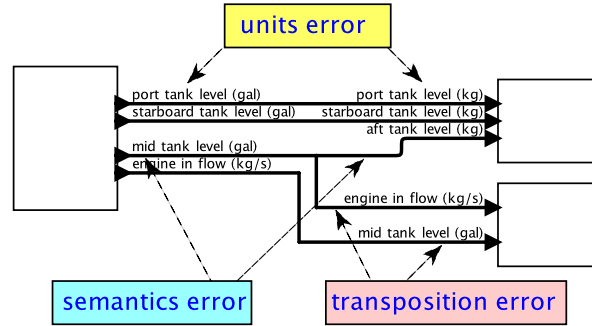 units error
port tank level (gal) port tank level (kg)
starboard tank level (gal) starboard tank level (kg)
aft tank level (kg)
mid tank level (gal)
engine in flow (kg/s)
engine in flow (kg/s)
mid tank level (gal)
semantics error transposition error